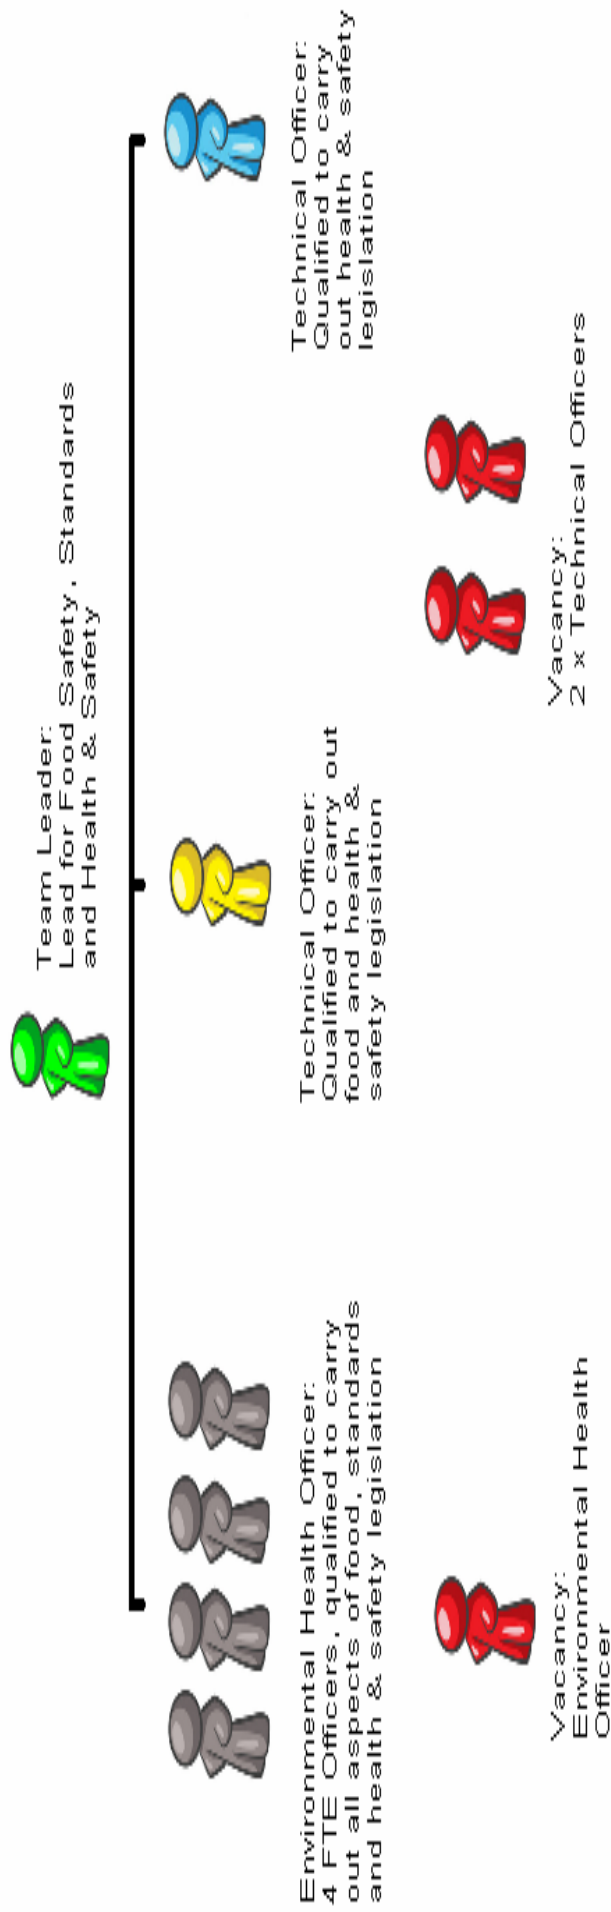 Team Leader:
Lead for Food Safety, Standards
and Health & Safety
Environmental Health Officer:
4 FTE Officers, qualified to carry
out all aspects of food, standards
and health & safety legislation
Technical Officer:
Qualified to carry out
food and health &
safety legislation
Technical Officer:
Qualified to carry
out health & safety
legislation
Vacancy:
Environmental Health
Officer
Vacancy:
2 x Technical Officers